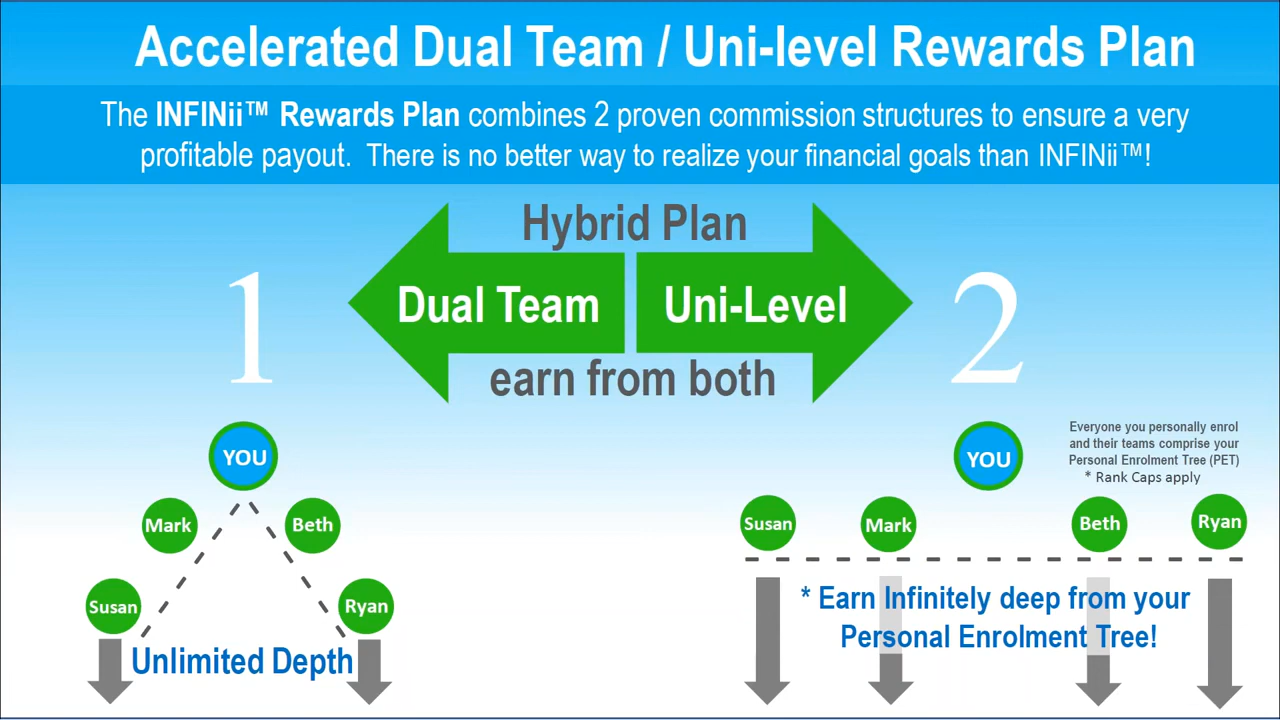 Accelerated Dual Team / Uni-level Rewards Plan
The INFINii™ Rewards Plan combines 2 proven commission structures to ensure a very
profitable payout. There is no better way to realize your financial goals than INFINii™!
Hybrid Plan
1
Dual Team
Uni-Level
2
earn from both
YOU
Mark
Beth
Susan
Ryan
Unlimited Depth
YOU
Everyone you personally enrol
and their teams comprise your
Personal Enrolment Tree (PET)
* Rank Caps apply
Susan
Mark
Beth
Ryan
* Earn Infinitely deep from your
Personal Enrolment Tree!